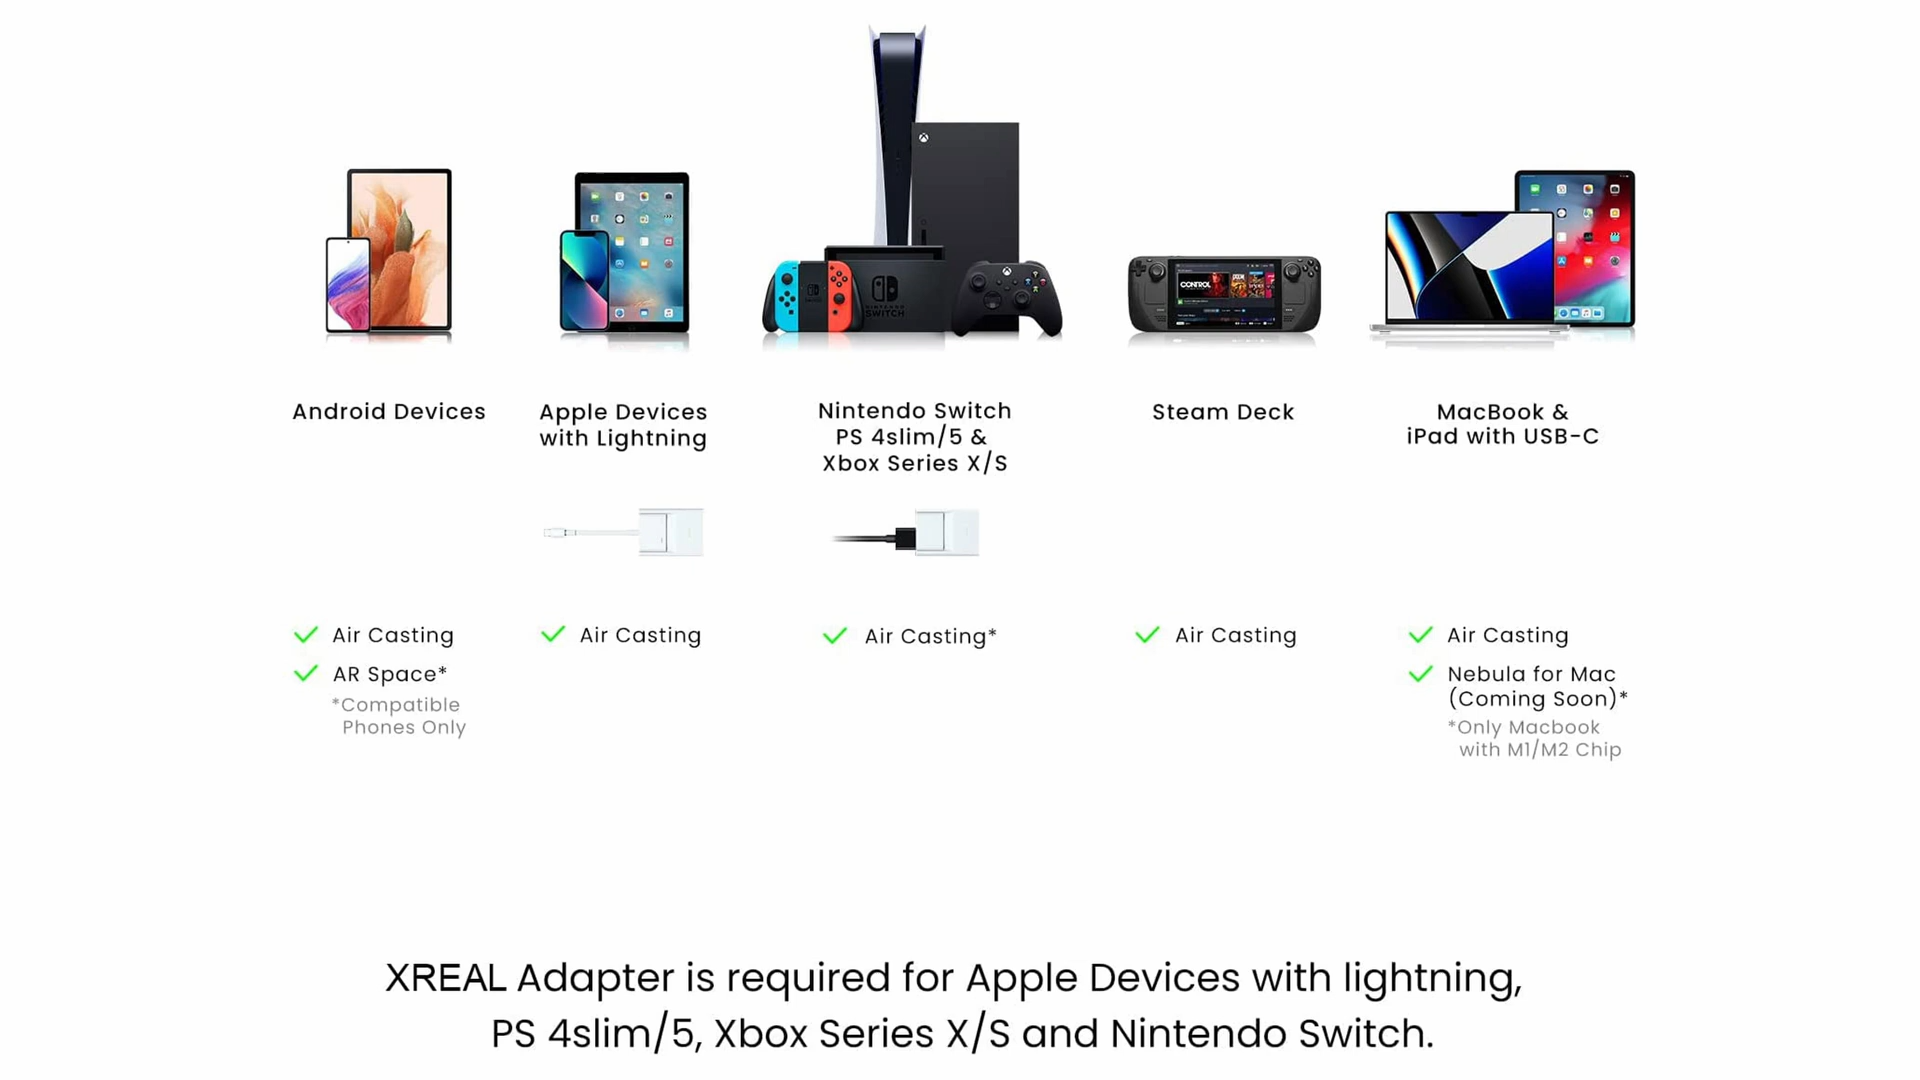 Android Devices
Apple Devices
with Lightning
Nintendo Switch
PS 4slim/5 &
Xbox Series X/S
Steam Deck
MacBook &
iPad with USB-C
CONTROL
NINTENDO
SWITCH
Air Casting
AR Space*
*Compatible
Phones Only
Air Casting
Air Casting*
Air Casting
Air Casting
Nebula for Mac
(Coming Soon)*
*Only Macbook
with M1/M2 Chip
XREAL Adapter is required for Apple Devices with lightning,
PS 4slim/5, Xbox Series X/S and Nintendo Switch.